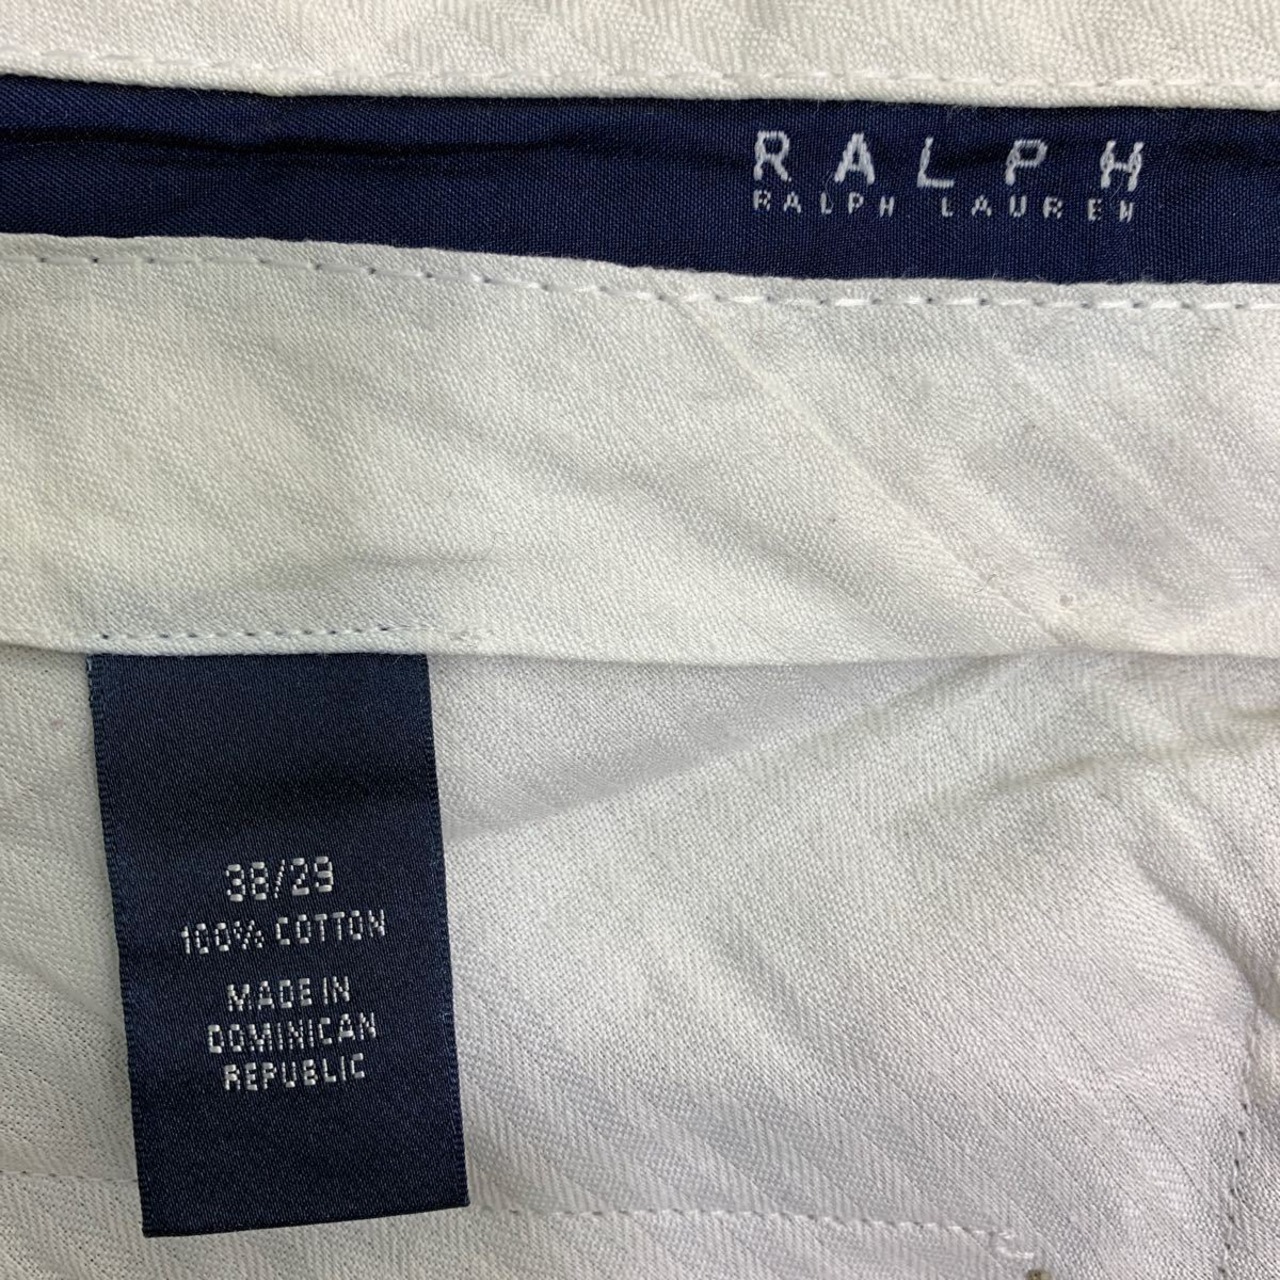 RALPH
RALPH LAUREN
38/29
100% COTTON
MADE IN
DOMINICAN
REPUBLIC